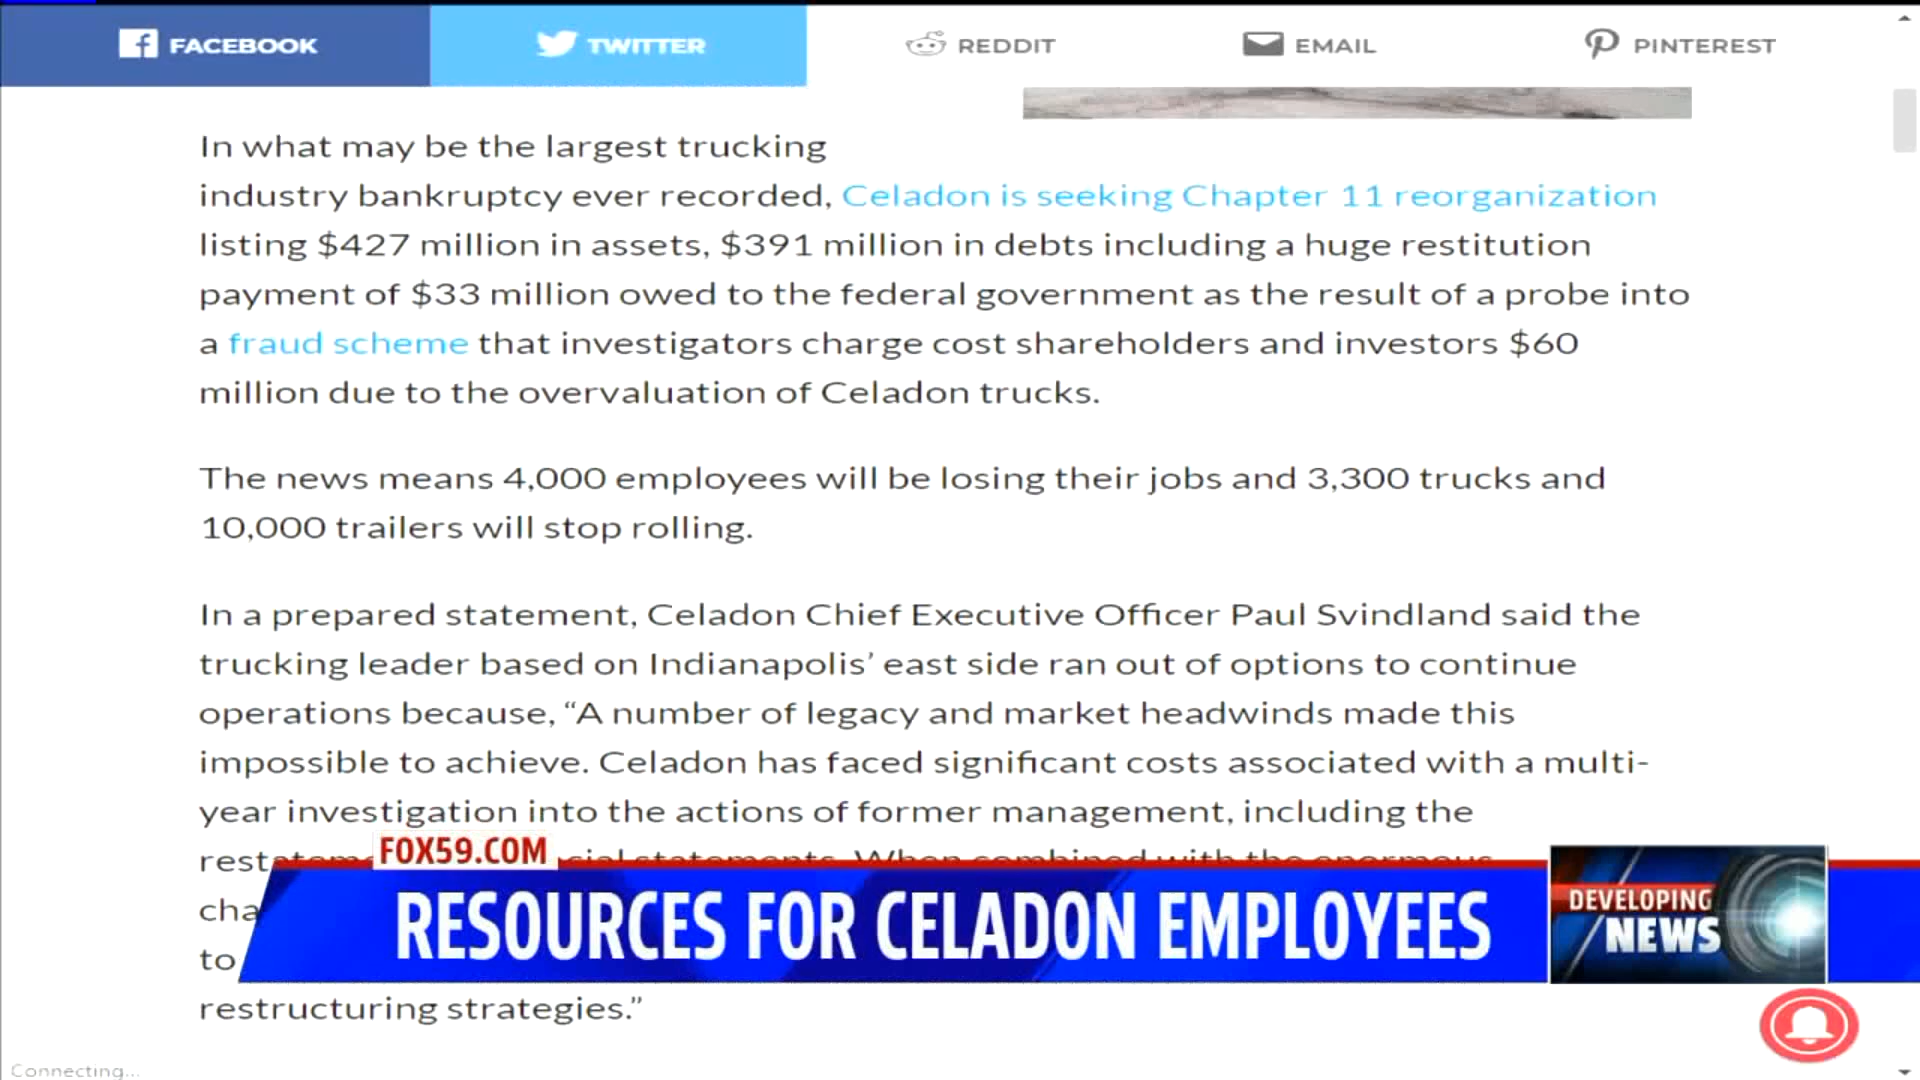 FACEBOOK
TWITTER
REDDIT
EMAIL
PINTEREST
In what may be the largest trucking
industry bankruptcy ever recorded, Celadon is seeking Chapter 11 reorganization
listing $427 million in assets, $391 million in debts including a huge restitution
payment of $33 million owed to the federal government as the result of a probe into
a fraud scheme that investigators charge cost shareholders and investors $60
million due to the overvaluation of Celadon trucks.
The news means 4,000 employees will be losing their jobs and 3,300 trucks and
10,000 trailers will stop rolling.
In a prepared statement, Celadon Chief Executive Officer Paul Svindland said the
trucking leader based on Indianapolis’ east side ran out of options to continue
operations because, “A number of legacy and market headwinds made this
impossible to achieve. Celadon has faced significant costs associated with a multi-
year investigation into the actions of former management, including the
statements. When combined with the enormous
to
restructuring strategies.”
FOX59.COM
RESOURCES FOR CELADON EMPLOYEES
DEVELOPING
NEWS
Connecting...